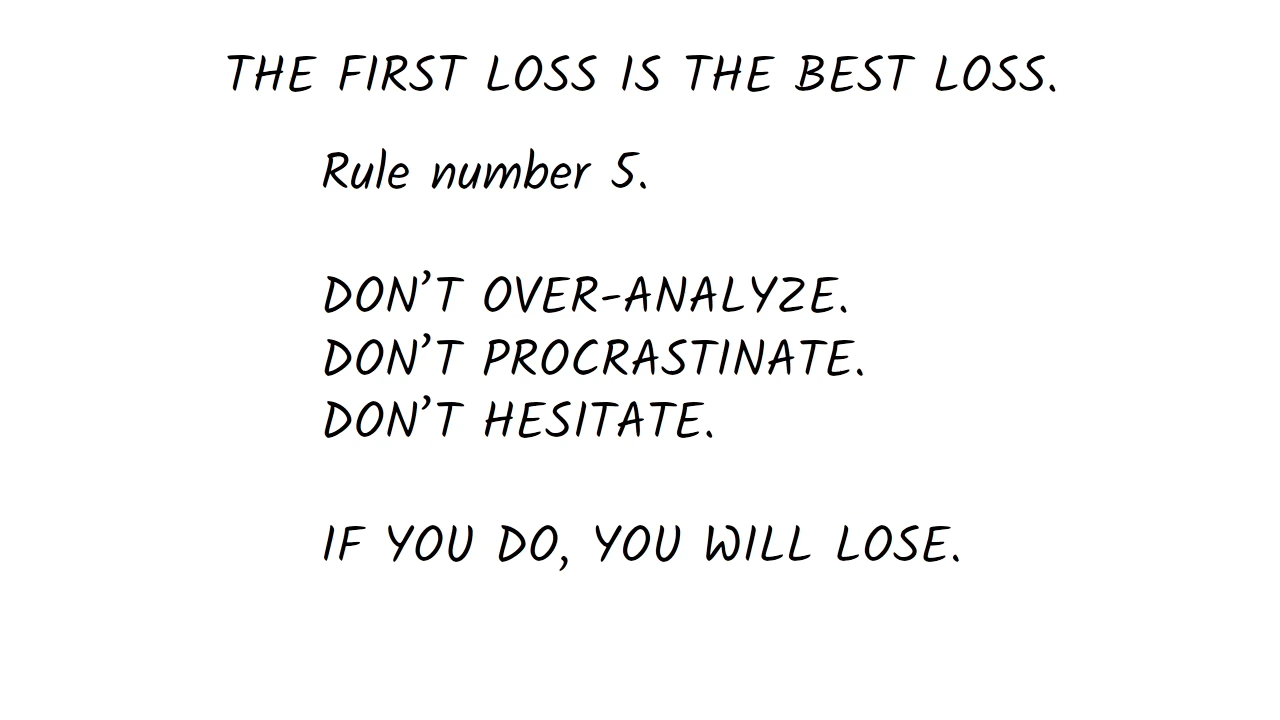 THE FIRST LOSS IS THE BEST LOSS.
Rule number 5.
DON’T OVER-ANALYZE.
DON’T PROCRASTINATE.
DON’T HESITATE.
IF YOU DO, YOU WILL LOSE.